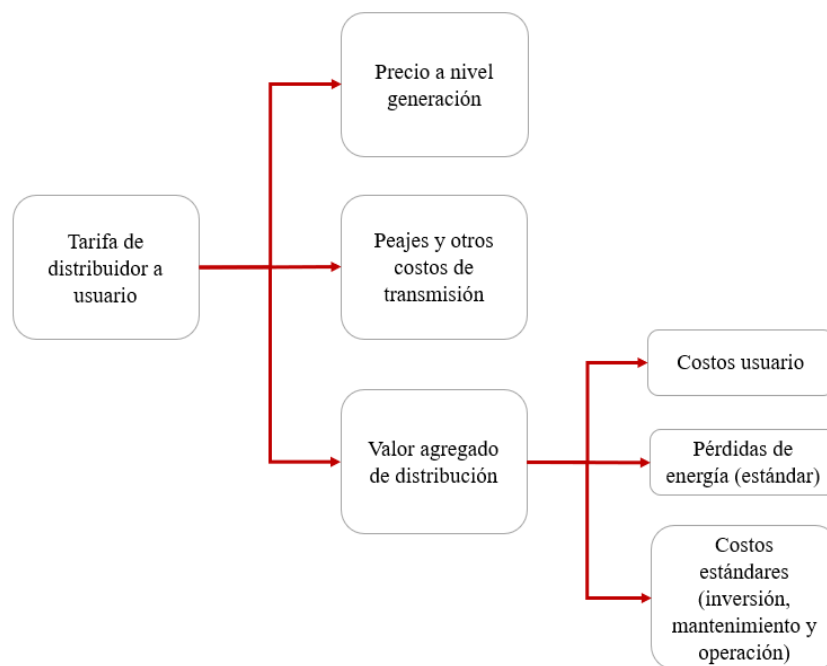 Precio a nivel
generación
Tarifa de
distribuidor a
usuario
Peajes y otros
costos de
transmisión
Valor agregado
de distribución
Costos usuario
Pérdidas de
energía (estándar)
Costos
estándares
(inversión,
mantenimiento y
operación)